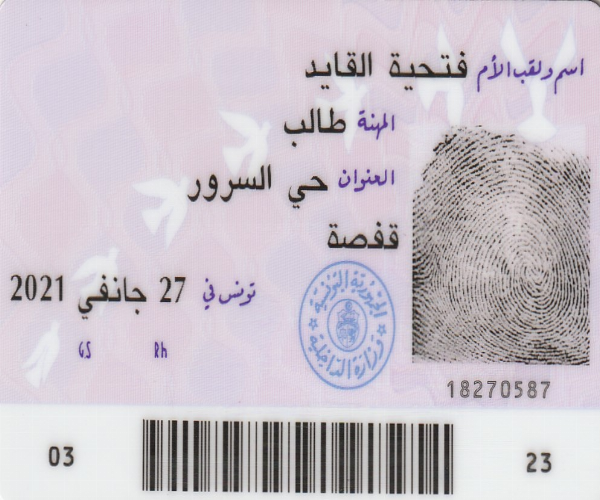 اسم ولقب الأم فتحية القايد
المهنة طالب
العنوان حي السرور
قفصة
تونس في 27 جانفي 2021
GS Rh
الجمهورية التونسية
وزارة الداخلية
18270587
03 23